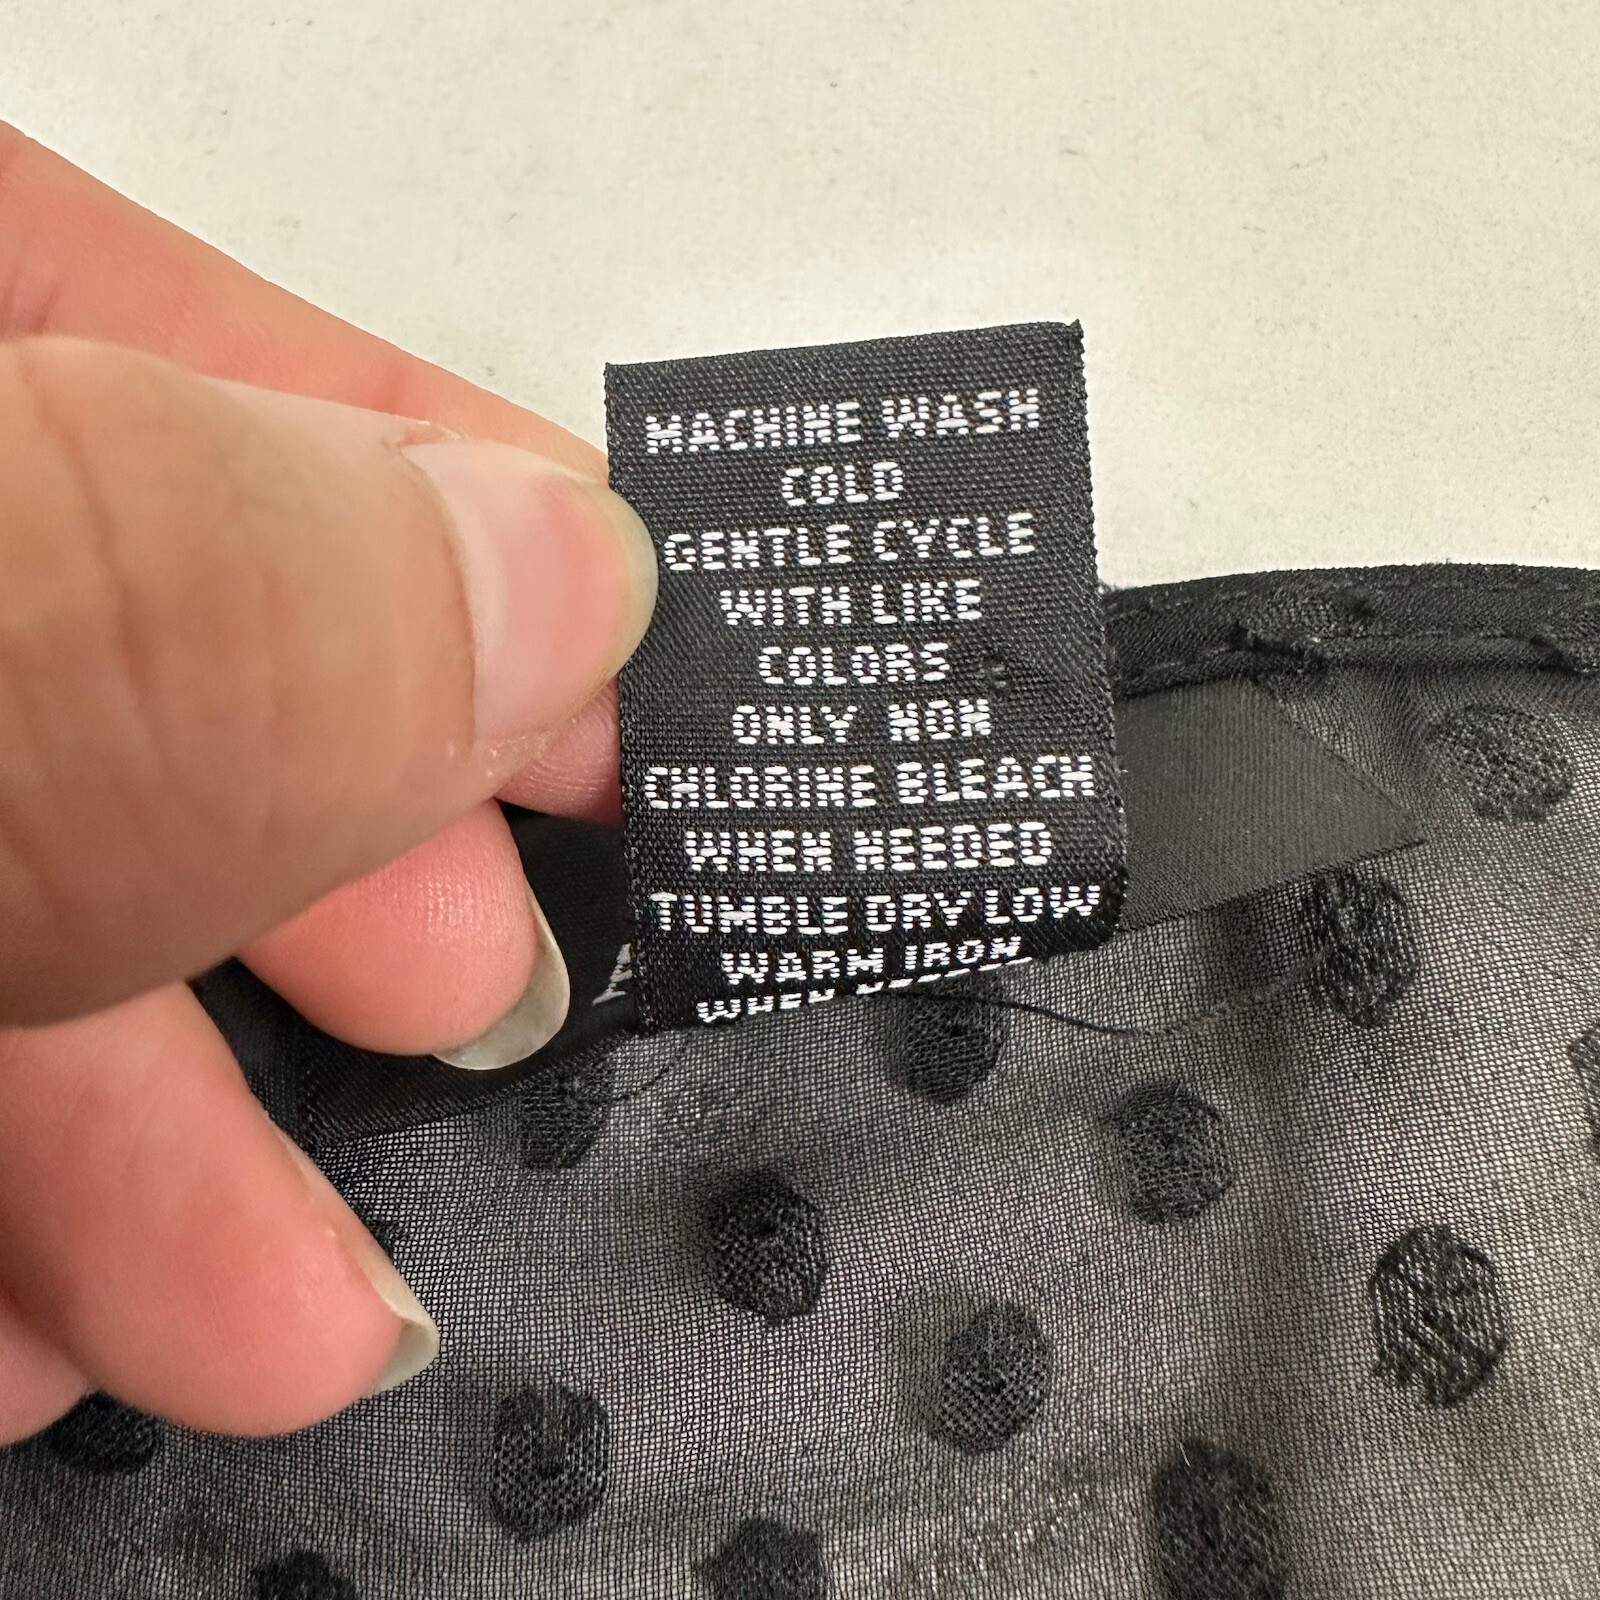 MACHINE WASH
COLD
GENTLE CYCLE
WITH LIKE
COLORS
ONLY NON
CHLORINE BLEACH
WHEN NEEDED
TUMBLE DRY LOW
WARM IRON
WHEN